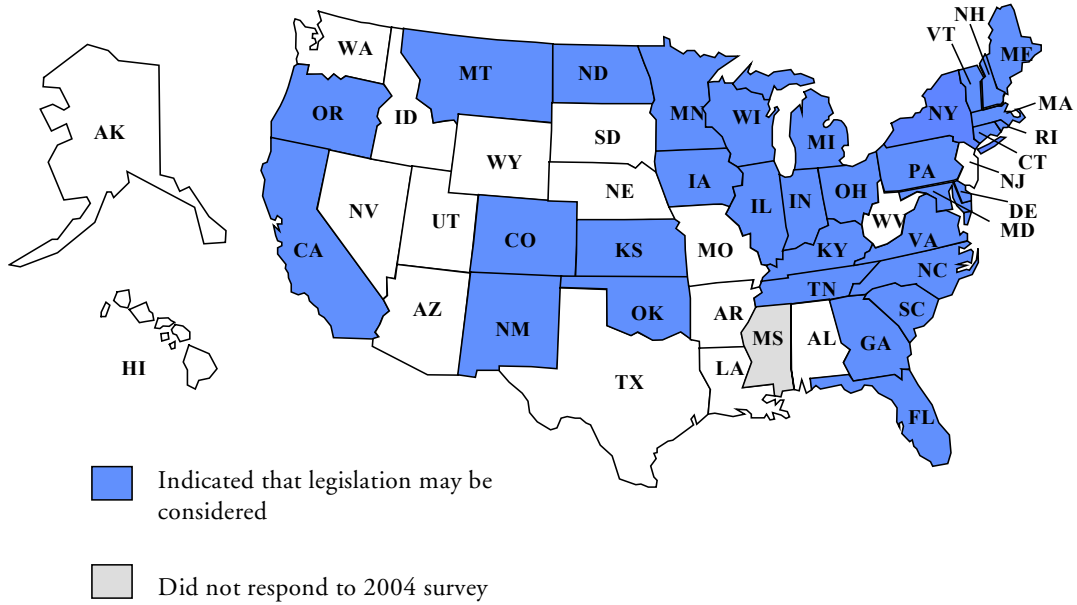 NH
VT
WA
ME
MT
ND
MA
OR
MN
WI
NY
ID
AK
SD
MI
RI
WY
CT
PA
NJ
IA
NE
OH
IL
IN
NV
DE
WV
UT
MD
CO
VA
CA
KS
MO
KY
NC
TN
AZ
OK
AR
SC
NM
MS
AL
GA
HI
LA
TX
FL
Indicated that legislation may be
considered
Did not respond to 2004 survey